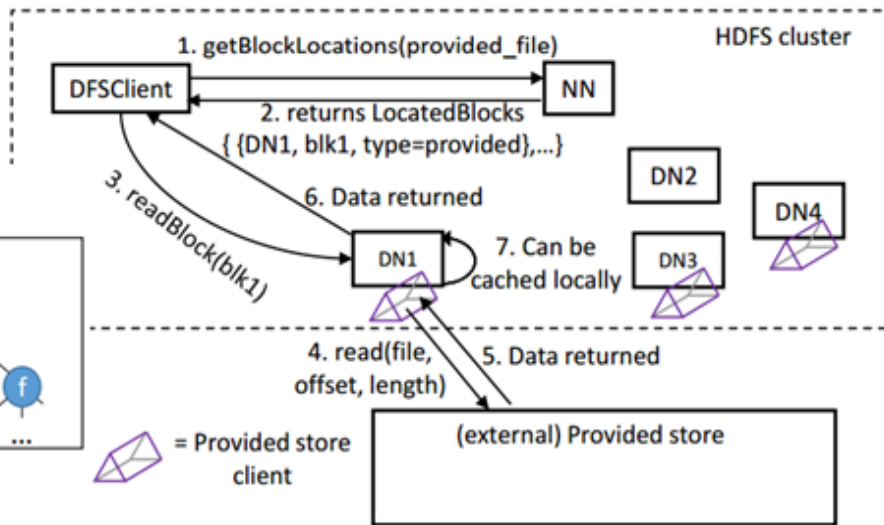 HDFS cluster
1. getBlockLocations(provided_file)
DFSClient
NN
2. returns LocatedBlocks
{ {DN1, blk1, type=provided},...}
3. readBlock(blk1)
6. Data returned
DN2
DN4
DN1
7. Can be
cached locally
DN3
4. read(file,
offset, length)
5. Data returned
f
...
= Provided store
client
(external) Provided store